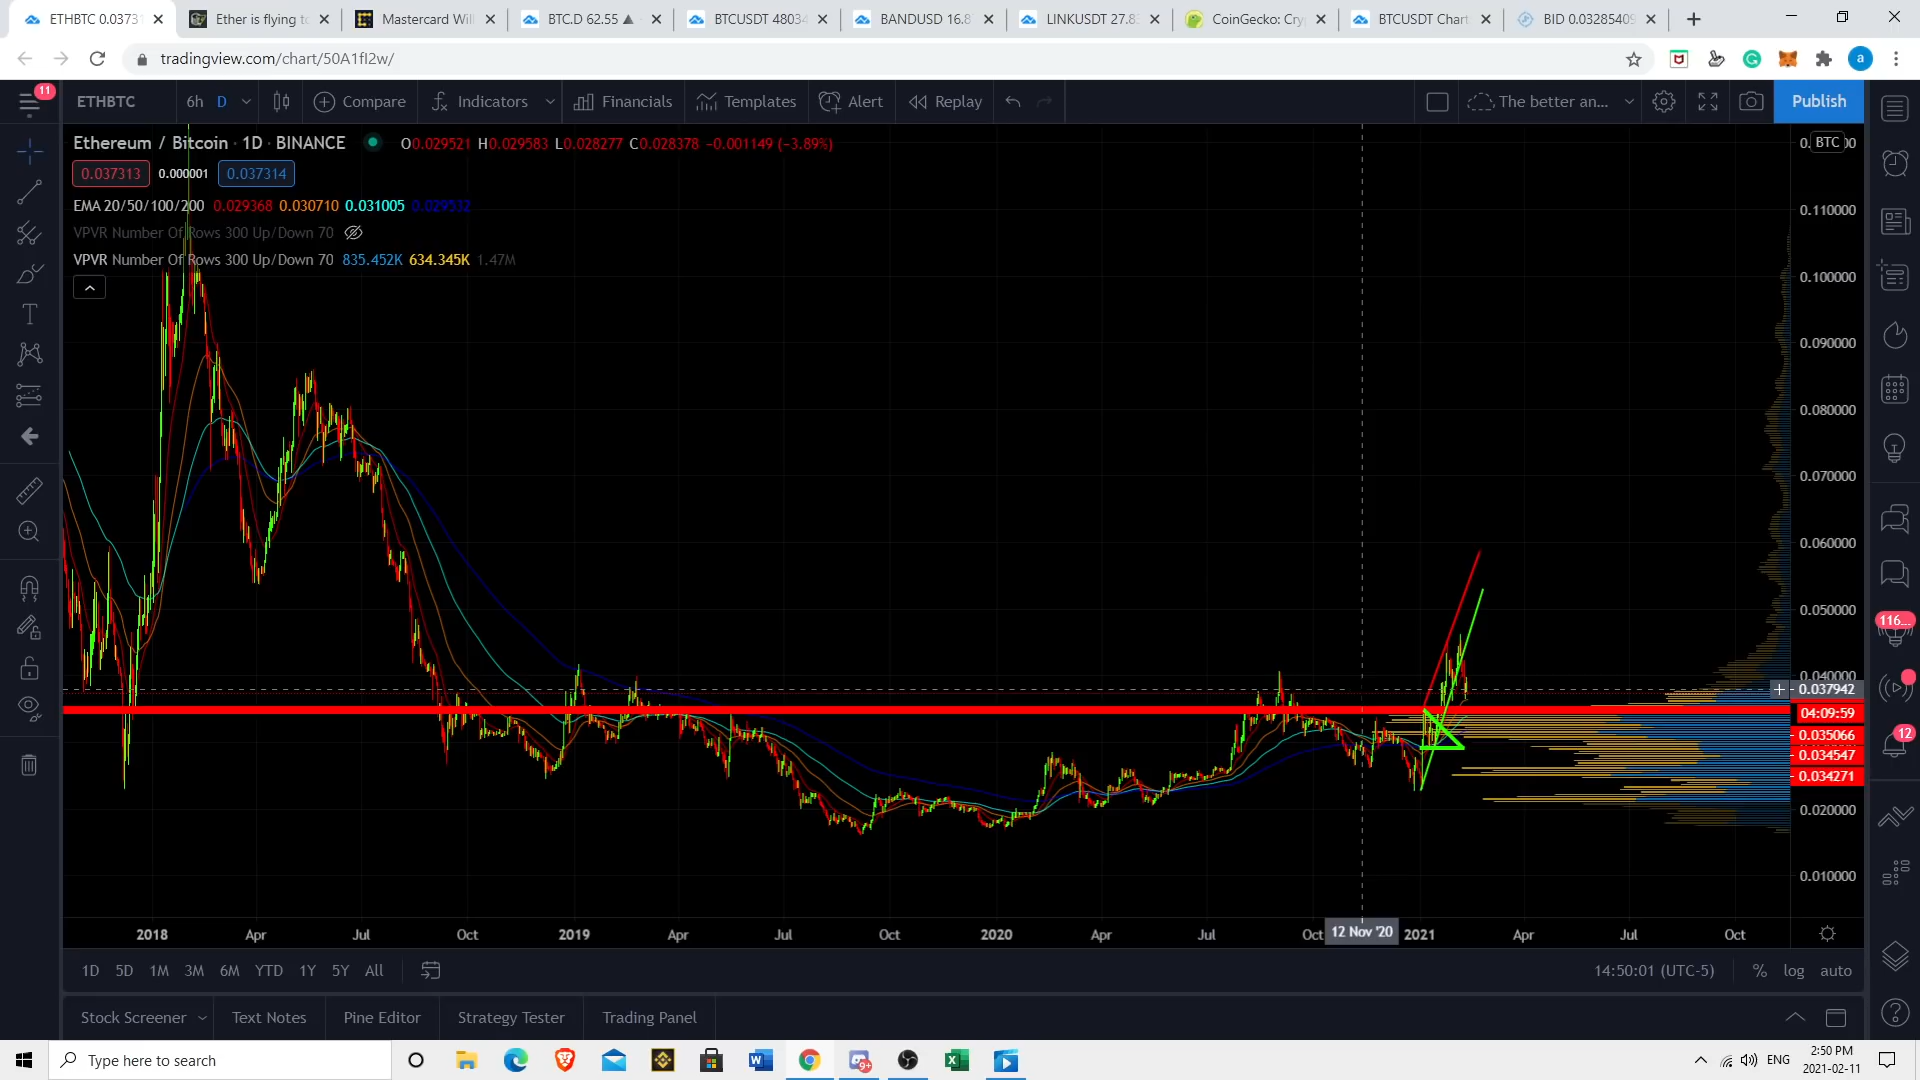 ETHBTC 0.0373
Ether is flying to
Mastercard Will
BTC.D 62.55 ▲
BTCUSDT 48034
BANDUSD 16.8
LINKUSDT 27.83
CoinGecko: Cry
BTCUSDT Chart
BID 0.03285409
tradingview.com/chart/50A1fI2w/
a
11
ETHBTC
6h D
Compare
Indicators
Financials
Templates
Alert
Replay
The better an...
Publish
Ethereum / Bitcoin · 1D · BINANCE
O0.029521 H0.029583 L0.028277 C0.028378 −0.001149 (−3.89%)
0.037313 0.000001 0.037314
EMA 20/50/100/200 0.029368 0.030710 0.031005 0.029532
VPVR Number Of Rows 300 Up/Down 70
VPVR Number Of Rows 300 Up/Down 70 835.452K 634.345K 1.47M
BTC
0.110000
0.100000
0.090000
0.080000
0.070000
0.060000
0.050000
0.040000
0.037942
04:09:59
0.035066
0.034547
0.034271
0.020000
0.010000
116...
12
2018 Apr Jul Oct 2019 Apr Jul Oct 2020 Apr Jul Oct 12 Nov '20 2021 Apr Jul Oct
1D 5D 1M 3M 6M YTD 1Y 5Y All
14:50:01 (UTC-5) % log auto
Stock Screener Text Notes Pine Editor Strategy Tester Trading Panel
Type here to search
9+
ENG
2:50 PM
2021-02-11